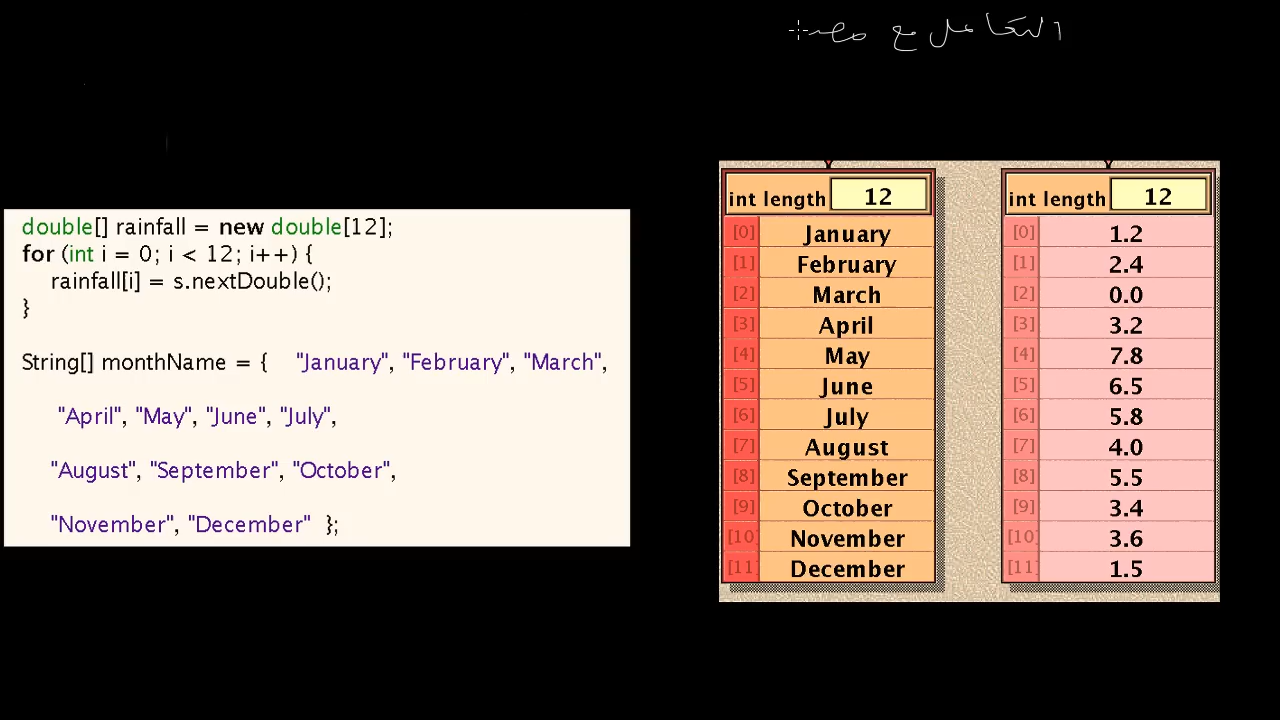 التعامل مع
double[] rainfall = new double[12];
for (int i = 0; i < 12; i++) {
rainfall[i] = s.nextDouble();
}
String[] monthName = { "January", "February", "March",
"April", "May", "June", "July",
"August", "September", "October",
"November", "December" };
int length 12
[0] January
[1] February
[2] March
[3] April
[4] May
[5] June
[6] July
[7] August
[8] September
[9] October
[10] November
[11] December
int length 12
[0] 1.2
[1] 2.4
[2] 0.0
[3] 3.2
[4] 7.8
[5] 6.5
[6] 5.8
[7] 4.0
[8] 5.5
[9] 3.4
[10] 3.6
[11] 1.5